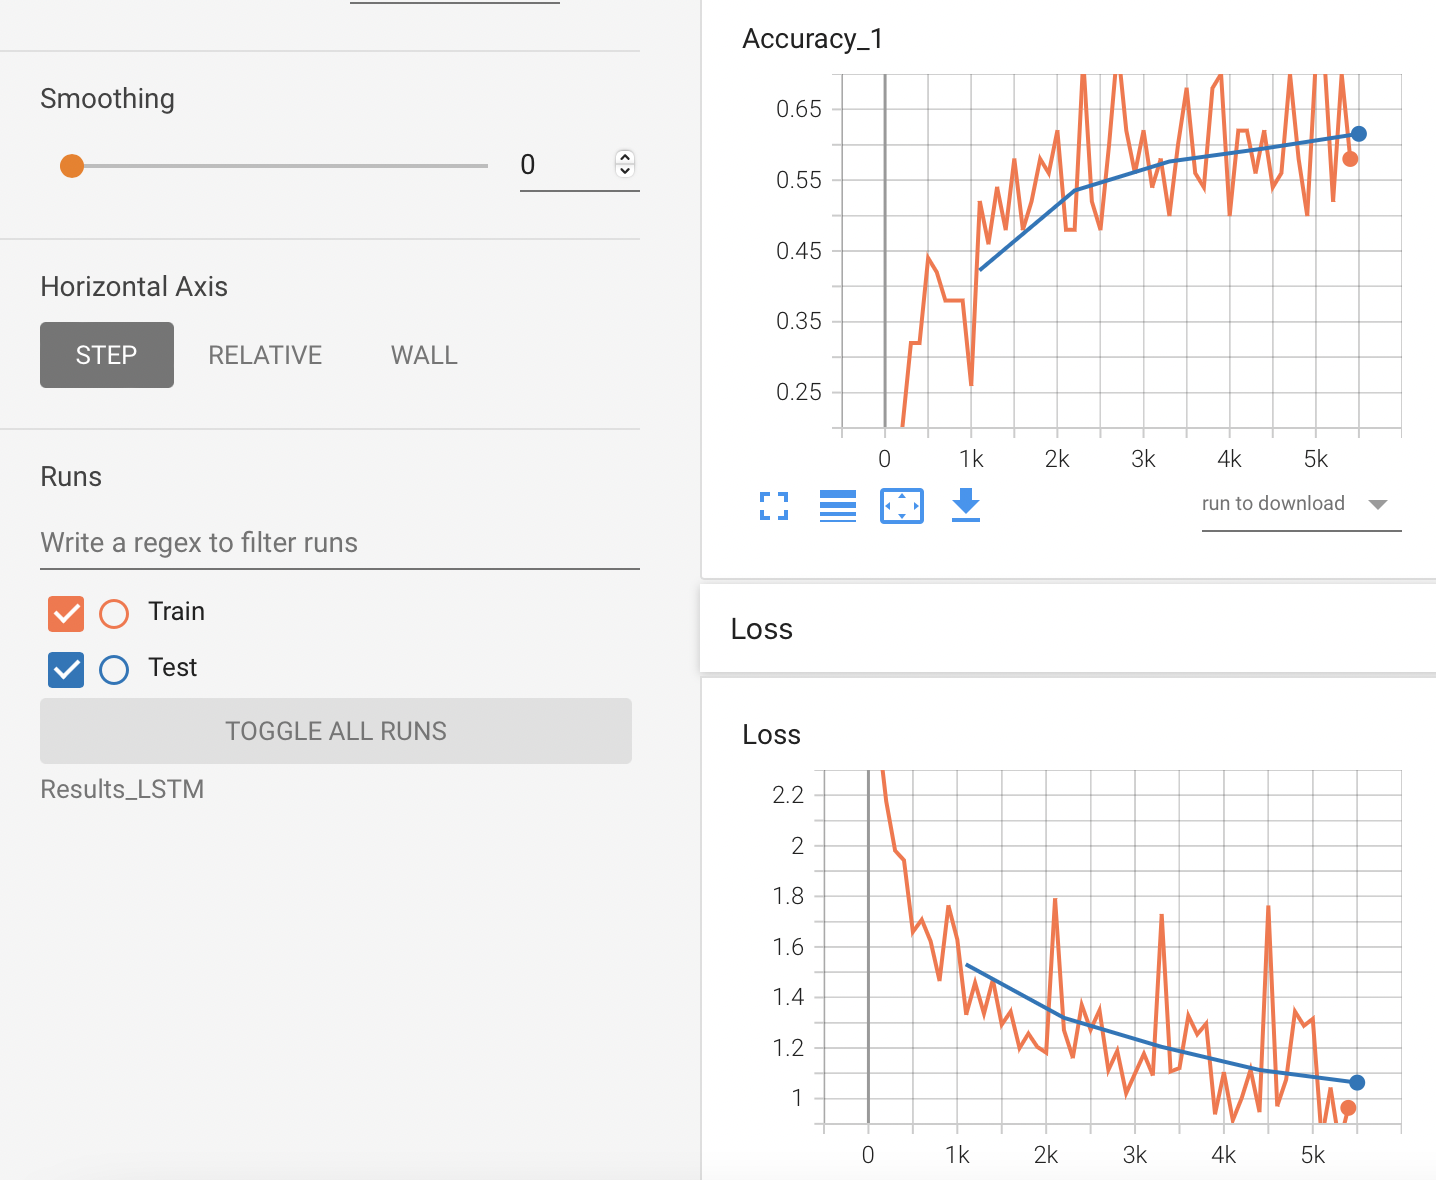 Smoothing
0
Horizontal Axis
STEP RELATIVE WALL
Runs
Write a regex to filter runs
Train
Test
TOGGLE ALL RUNS
Results_LSTM
Accuracy_1
0.65
0.55
0.45
0.35
0.25
0 1k 2k 3k 4k 5k
run to download
Loss
Loss
2.2
2
1.8
1.6
1.4
1.2
1
0 1k 2k 3k 4k 5k